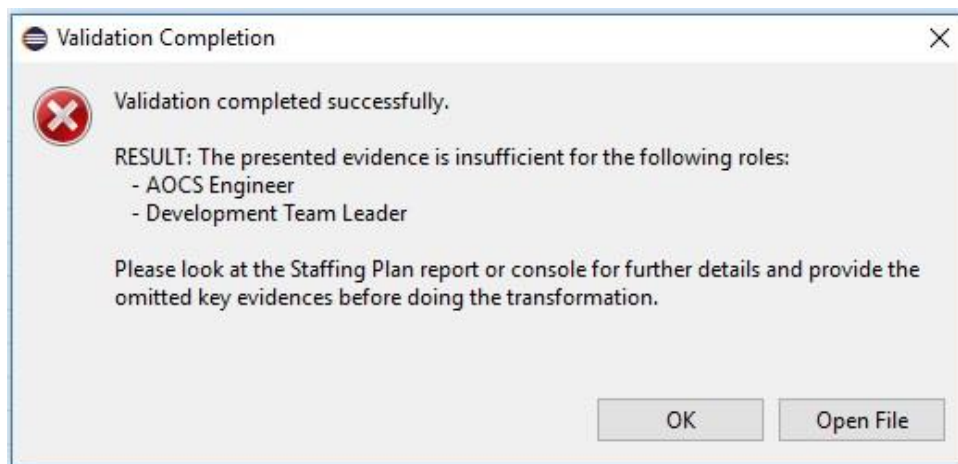 Validation Completion
Validation completed successfully.
RESULT: The presented evidence is insufficient for the following roles:
- AOCS Engineer
- Development Team Leader
Please look at the Staffing Plan report or console for further details and provide the
omitted key evidences before doing the transformation.
OK
Open File